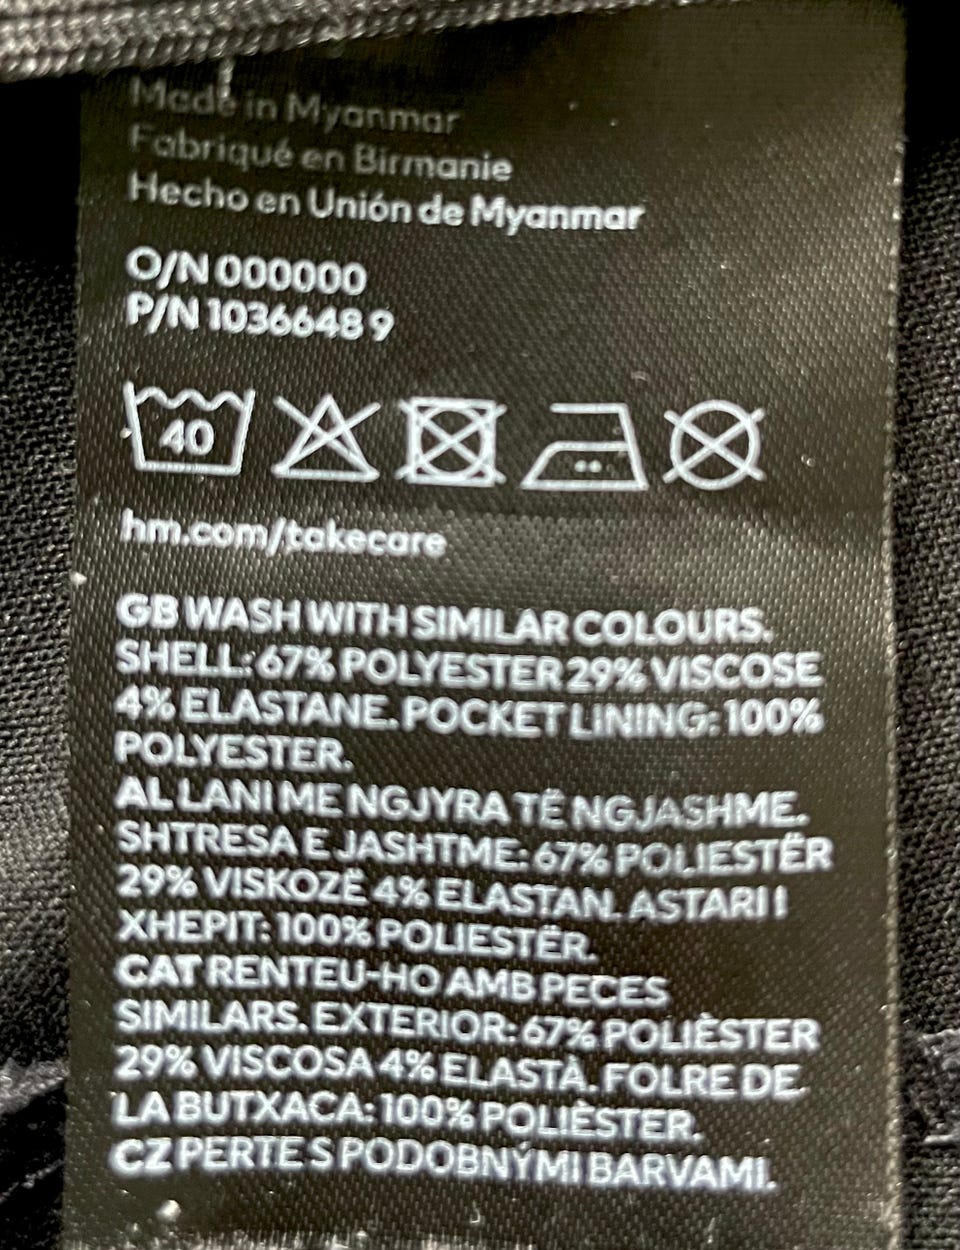 Made in Myanmar
Fabriqué en Birmanie
Hecho en Unión de Myanmar
O/N 000000
P/N 1036648 9
40
hm.com/takecare
GB WASH WITH SIMILAR COLOURS.
SHELL: 67% POLYESTER 29% VISCOSE
4% ELASTANE. POCKET LINING: 100%
POLYESTER.
AL LANI ME NGJYRA TË NGJASHME.
SHTRESA E JASHTME: 67% POLIESTËR
29% VISKOZË 4% ELASTAN. ASTARI I
XHEPIT: 100% POLIESTËR.
CAT RENTEU-HO AMB PECES
SIMILARS. EXTERIOR: 67% POLIÈSTER
29% VISCOSA 4% ELASTÀ. FOLRE DE
LA BUTXACA: 100% POLIÈSTER.
CZ PERTE S PODOBNÝMI BARVAMI.